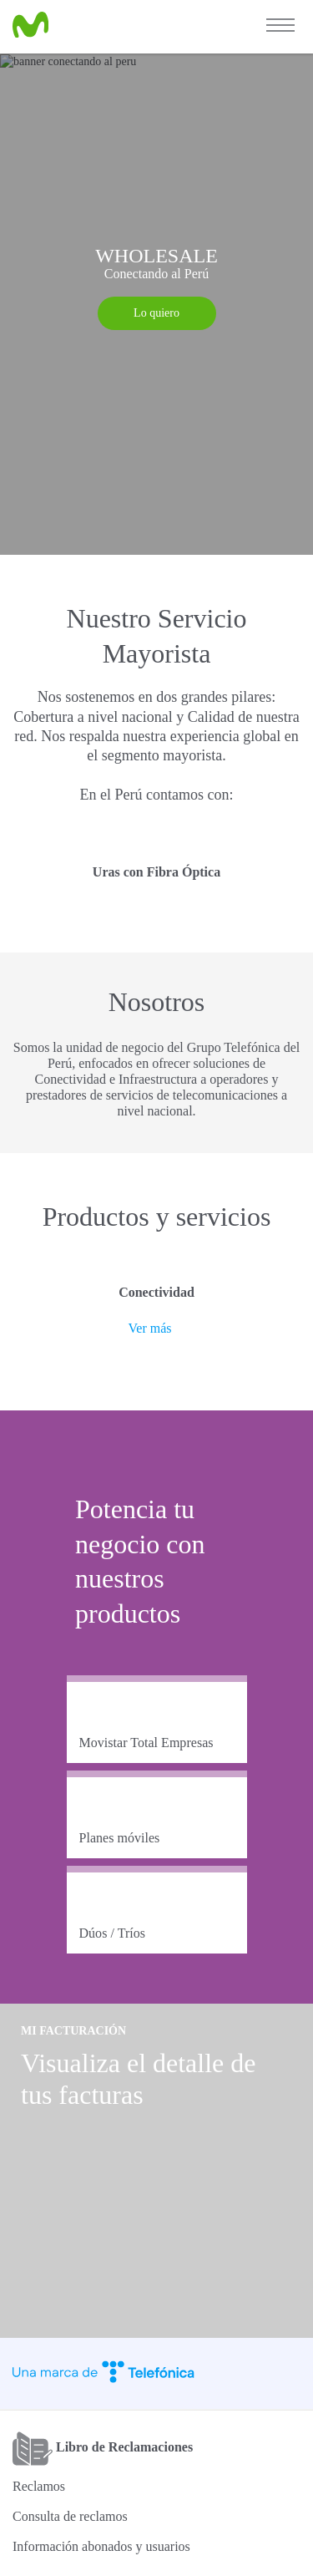 banner conectando al peru
WHOLESALE
Conectando al Perú
Lo quiero
Nuestro Servicio
Mayorista
Nos sostenemos en dos grandes pilares:
Cobertura a nivel nacional y Calidad de nuestra
red. Nos respalda nuestra experiencia global en
el segmento mayorista.
En el Perú contamos con:
Uras con Fibra Óptica
Nosotros
Somos la unidad de negocio del Grupo Telefónica del
Perú, enfocados en ofrecer soluciones de
Conectividad e Infraestructura a operadores y
prestadores de servicios de telecomunicaciones a
nivel nacional.
Productos y servicios
Conectividad
Ver más
Potencia tu
negocio con
nuestros
productos
Movistar Total Empresas
Planes móviles
Dúos / Tríos
MI FACTURACIÓN
Visualiza el detalle de
tus facturas
Una marca de Telefónica
Libro de Reclamaciones
Reclamos
Consulta de reclamos
Información abonados y usuarios